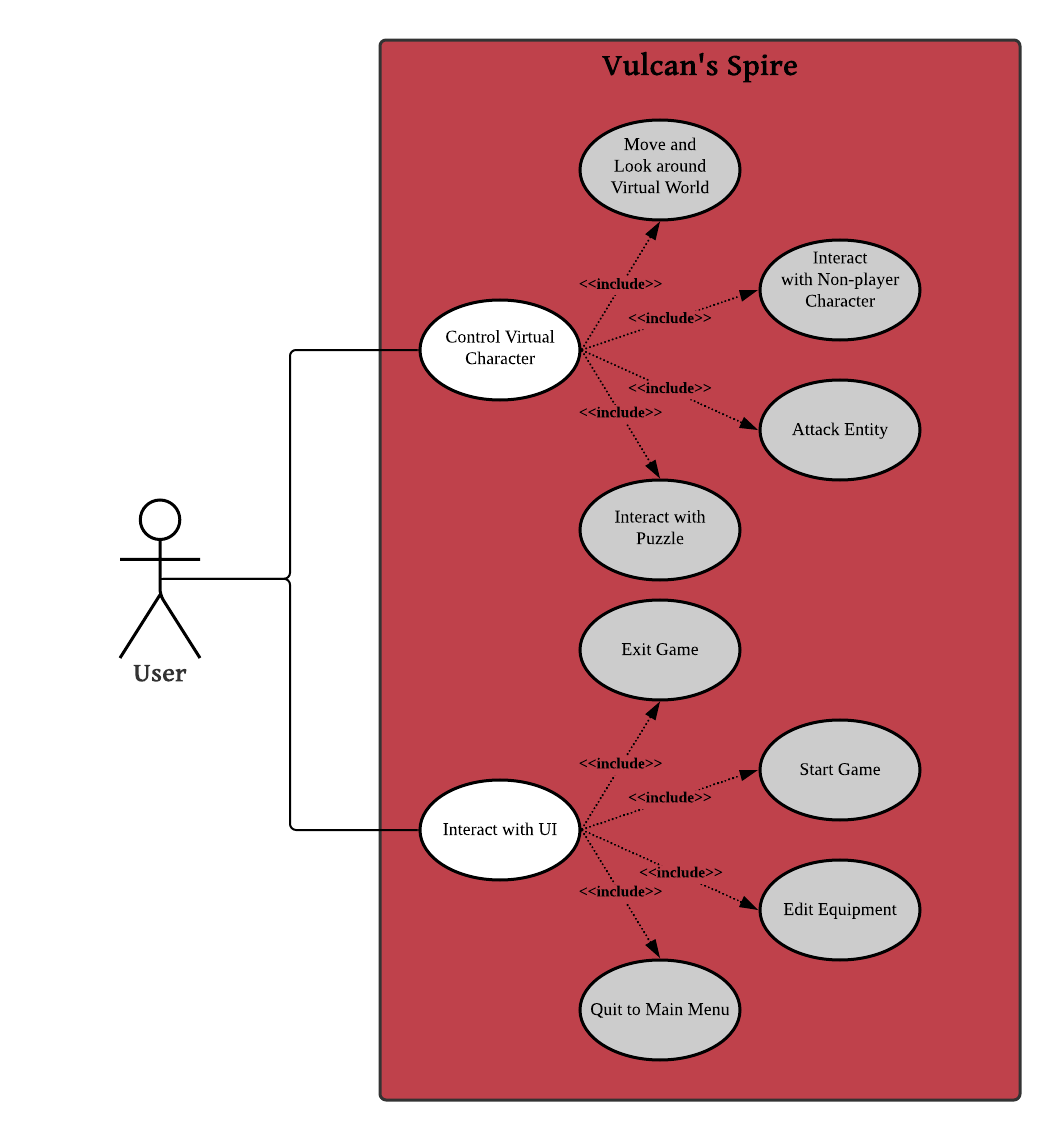 Vulcan's Spire
Move and
Look around
Virtual World
<<include>>
Interact
with Non-player
Character
<<include>>
Control Virtual
Character
<<include>>
Attack Entity
<<include>>
Interact with
Puzzle
User
Exit Game
<<include>>
Start Game
<<include>>
Interact with UI
<<include>>
Edit Equipment
<<include>>
Quit to Main Menu